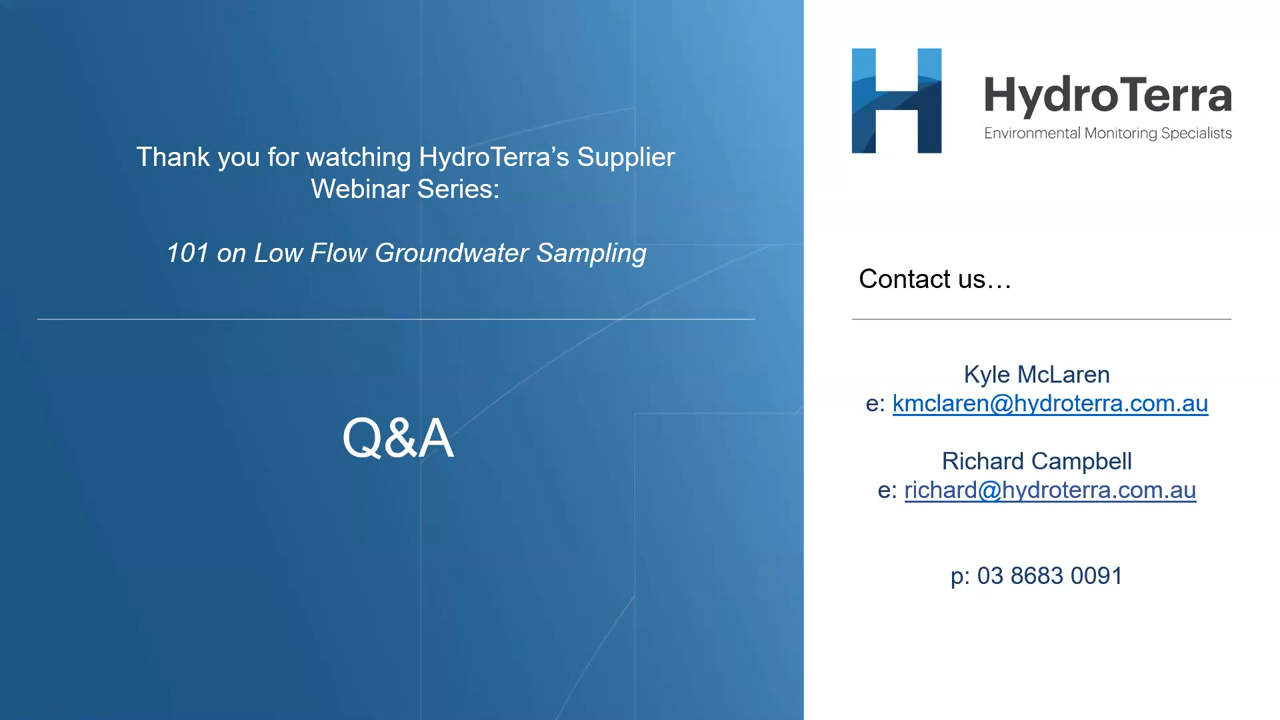 Thank you for watching HydroTerra’s Supplier
Webinar Series:
101 on Low Flow Groundwater Sampling
Q&A
HydroTerra
Environmental Monitoring Specialists
Contact us…
Kyle McLaren
e: kmclaren@hydroterra.com.au
Richard Campbell
e: richard@hydroterra.com.au
p: 03 8683 0091